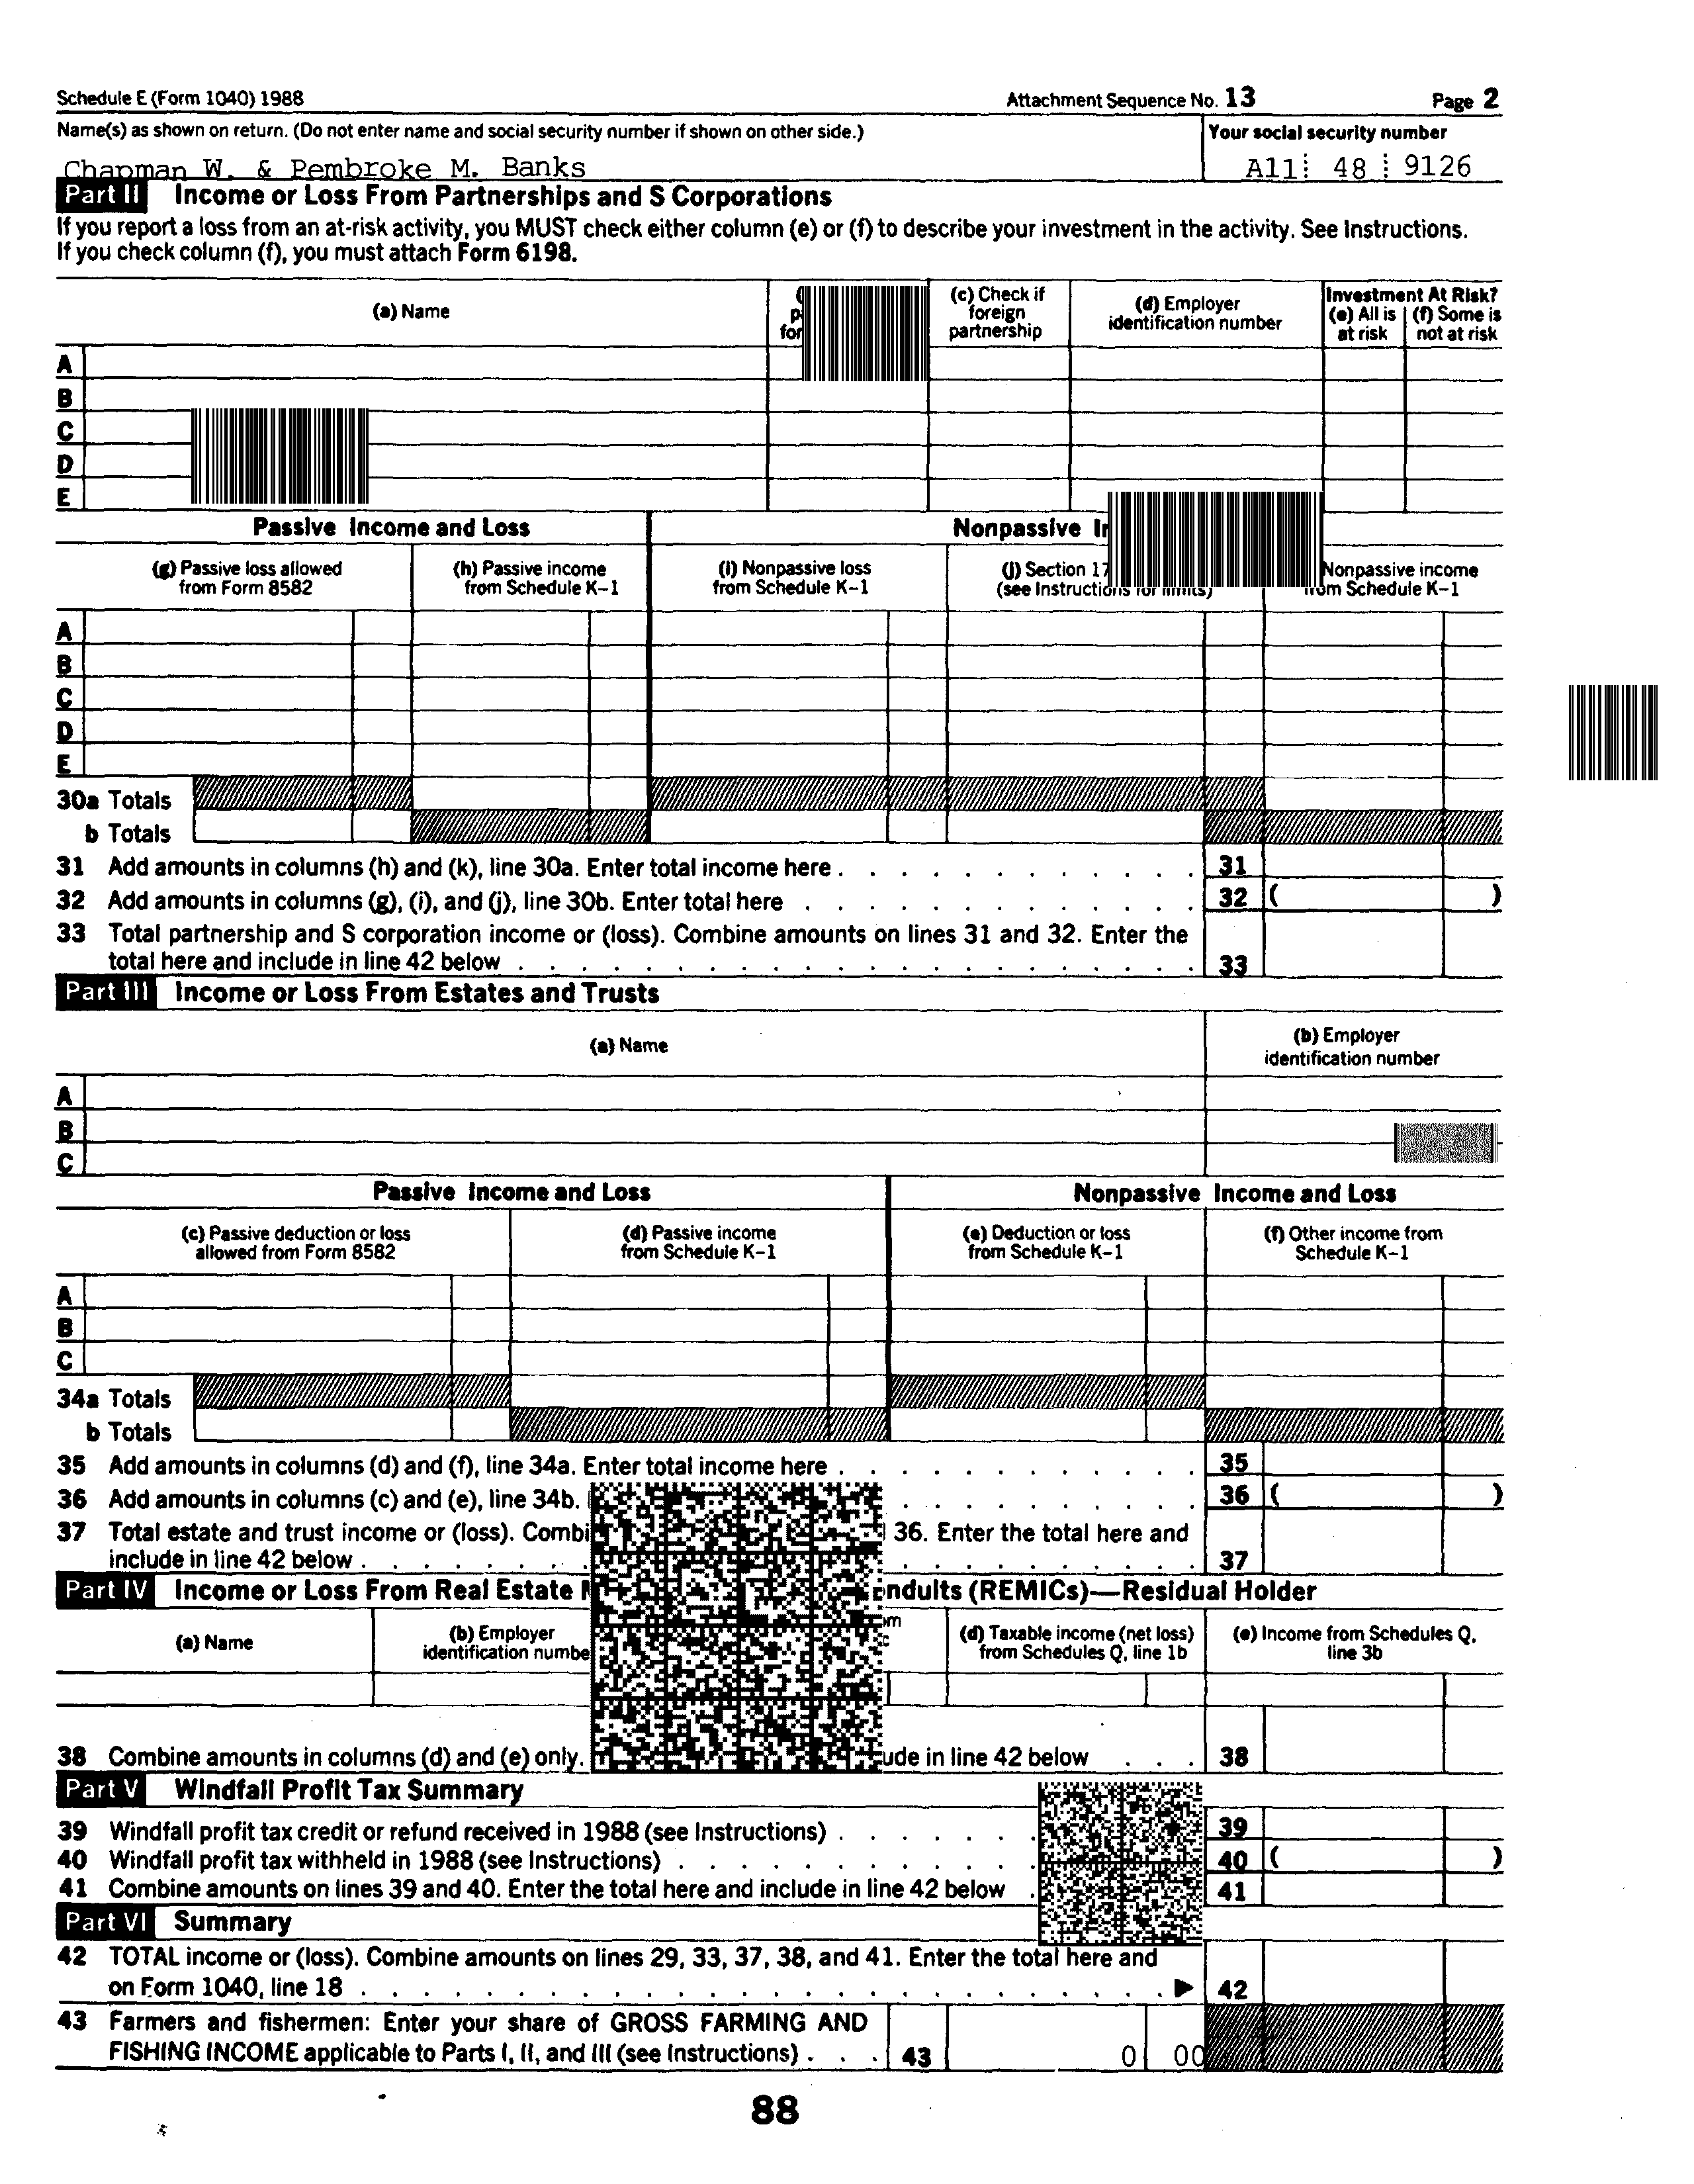 Schedule E (Form 1040) 1988 Attachment Sequence No. 13 Page 2
Name(s) as shown on return. (Do not enter name and social security number if shown on other side.) Your social security number
Chapman W. & Pembroke M. Banks A11 48 9126
Part II Income or Loss From Partnerships and S Corporations
If you report a loss from an at-risk activity, you MUST check either column (e) or (f) to describe your investment in the activity. See Instructions.
If you check column (f), you must attach Form 6198.
(a) Name
(c) Check if foreign partnership
(d) Employer identification number
Investment At Risk?
(e) All is at risk
(f) Some is not at risk
A
B
C
D
E
Passive Income and Loss Nonpassive
(g) Passive loss allowed from Form 8582
(h) Passive income from Schedule K-1
(i) Nonpassive loss from Schedule K-1
(j) Section (see Instructions for limits)
Nonpassive income from Schedule K-1
A
B
C
D
E
30a Totals
b Totals
31 Add amounts in columns (h) and (k), line 30a. Enter total income here 31
32 Add amounts in columns (g), (i), and (j), line 30b. Enter total here 32 ( )
33 Total partnership and S corporation income or (loss). Combine amounts on lines 31 and 32. Enter the
total here and include in line 42 below 33
Part III Income or Loss From Estates and Trusts
(a) Name
(b) Employer identification number
A
B
C
Passive Income and Loss Nonpassive Income and Loss
(c) Passive deduction or loss allowed from Form 8582
(d) Passive income from Schedule K-1
(e) Deduction or loss from Schedule K-1
(f) Other income from Schedule K-1
A
B
C
34a Totals
b Totals
35 Add amounts in columns (d) and (f), line 34a. Enter total income here 35
36 Add amounts in columns (c) and (e), line 34b. 36 ( )
37 Total estate and trust income or (loss). 36. Enter the total here and
include in line 42 below 37
Part IV Income or Loss From Real Estate (REMICs)—Residual Holder
(a) Name
(b) Employer identification
(d) Taxable income (net loss) from Schedules Q, line 1b
(e) Income from Schedules Q, line 3b
38 Combine amounts in columns (d) and (e) only. in line 42 below 38
Part V Windfall Profit Tax Summary
39 Windfall profit tax credit or refund received in 1988 (see Instructions) 39
40 Windfall profit tax withheld in 1988 (see Instructions) 40 ( )
41 Combine amounts on lines 39 and 40. Enter the total here and include in line 42 below 41
Part VI Summary
42 TOTAL income or (loss). Combine amounts on lines 29, 33, 37, 38, and 41. Enter the total here and
on Form 1040, line 18 42
43 Farmers and fishermen: Enter your share of GROSS FARMING AND
FISHING INCOME applicable to Parts I, II, and III (see Instructions) 43 0 00
88